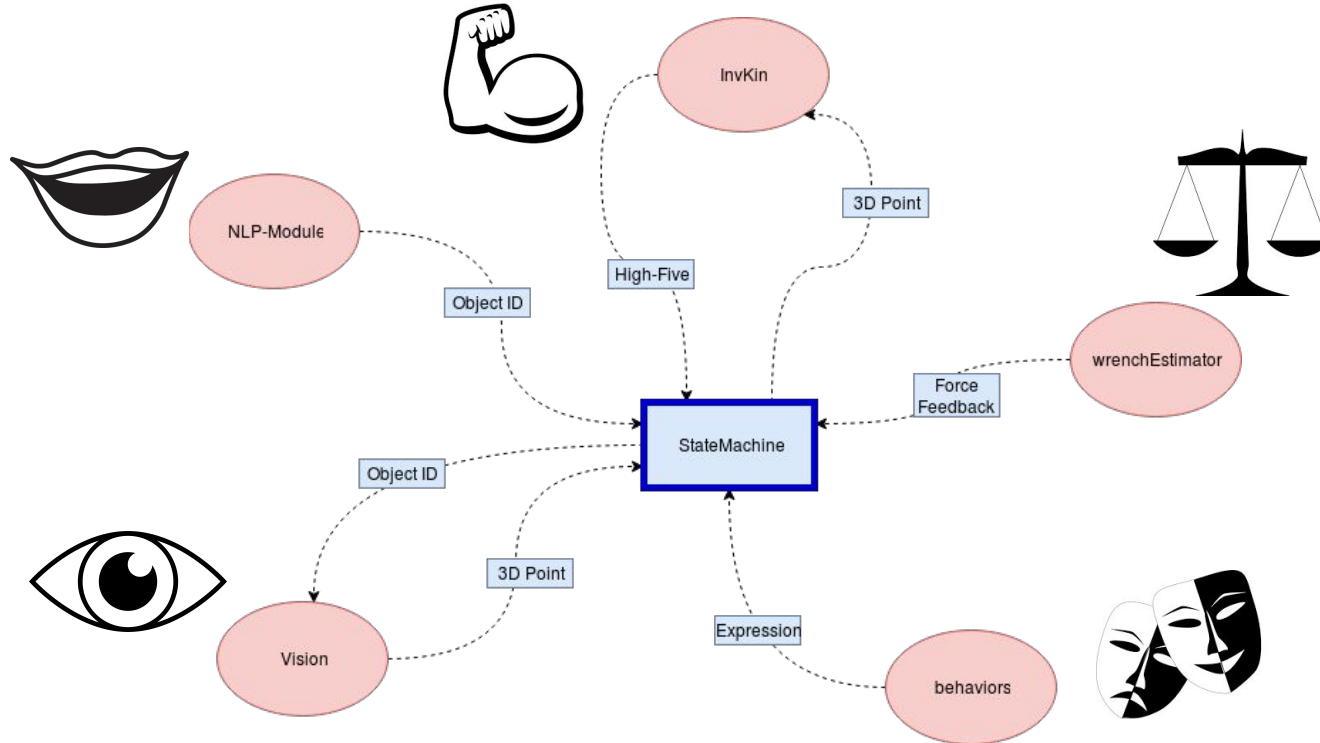 InvKin
3D Point
NLP-Module
High-Five
Object ID
wrenchEstimator
Force
Feedback
StateMachine
Object ID
3D Point
Expression
Vision
behaviors